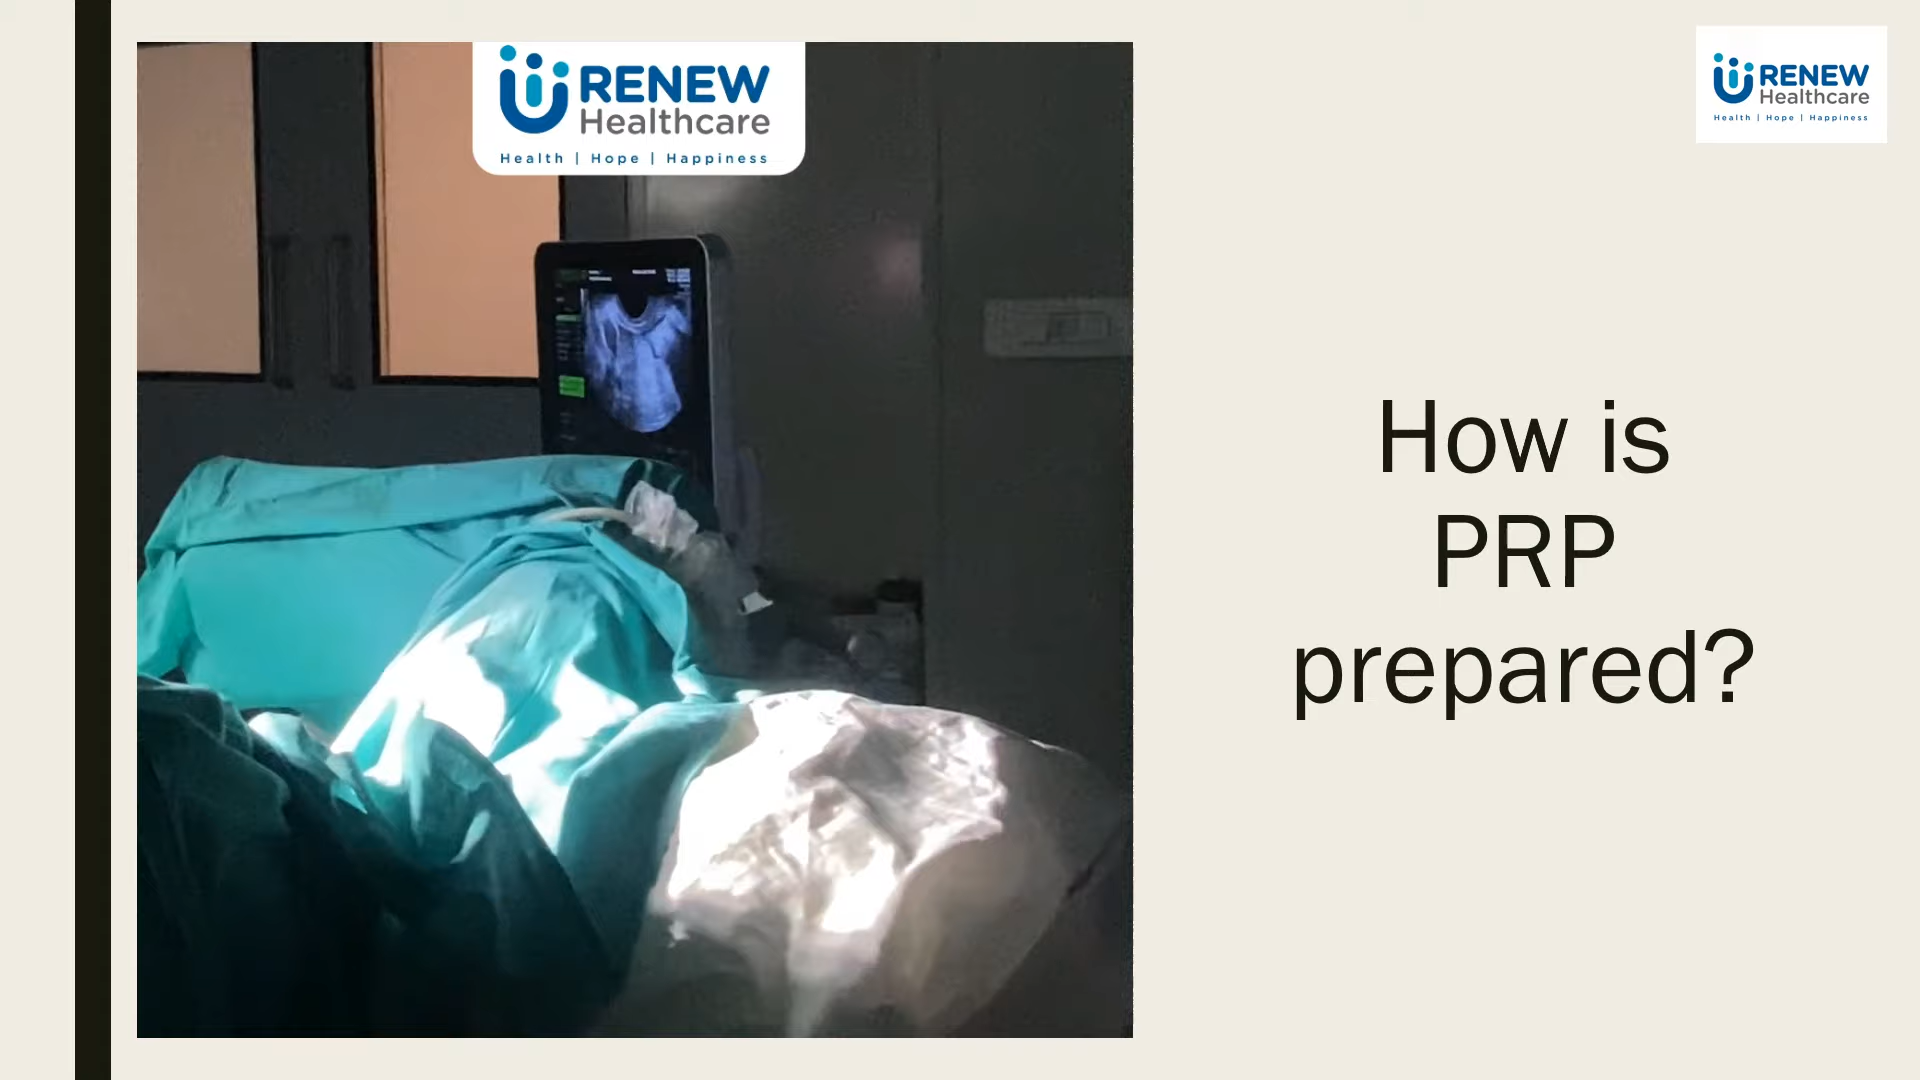 RENEW
Healthcare
Health | Hope | Happiness
RENEW
Healthcare
Health | Hope | Happiness
How is
PRP
prepared?